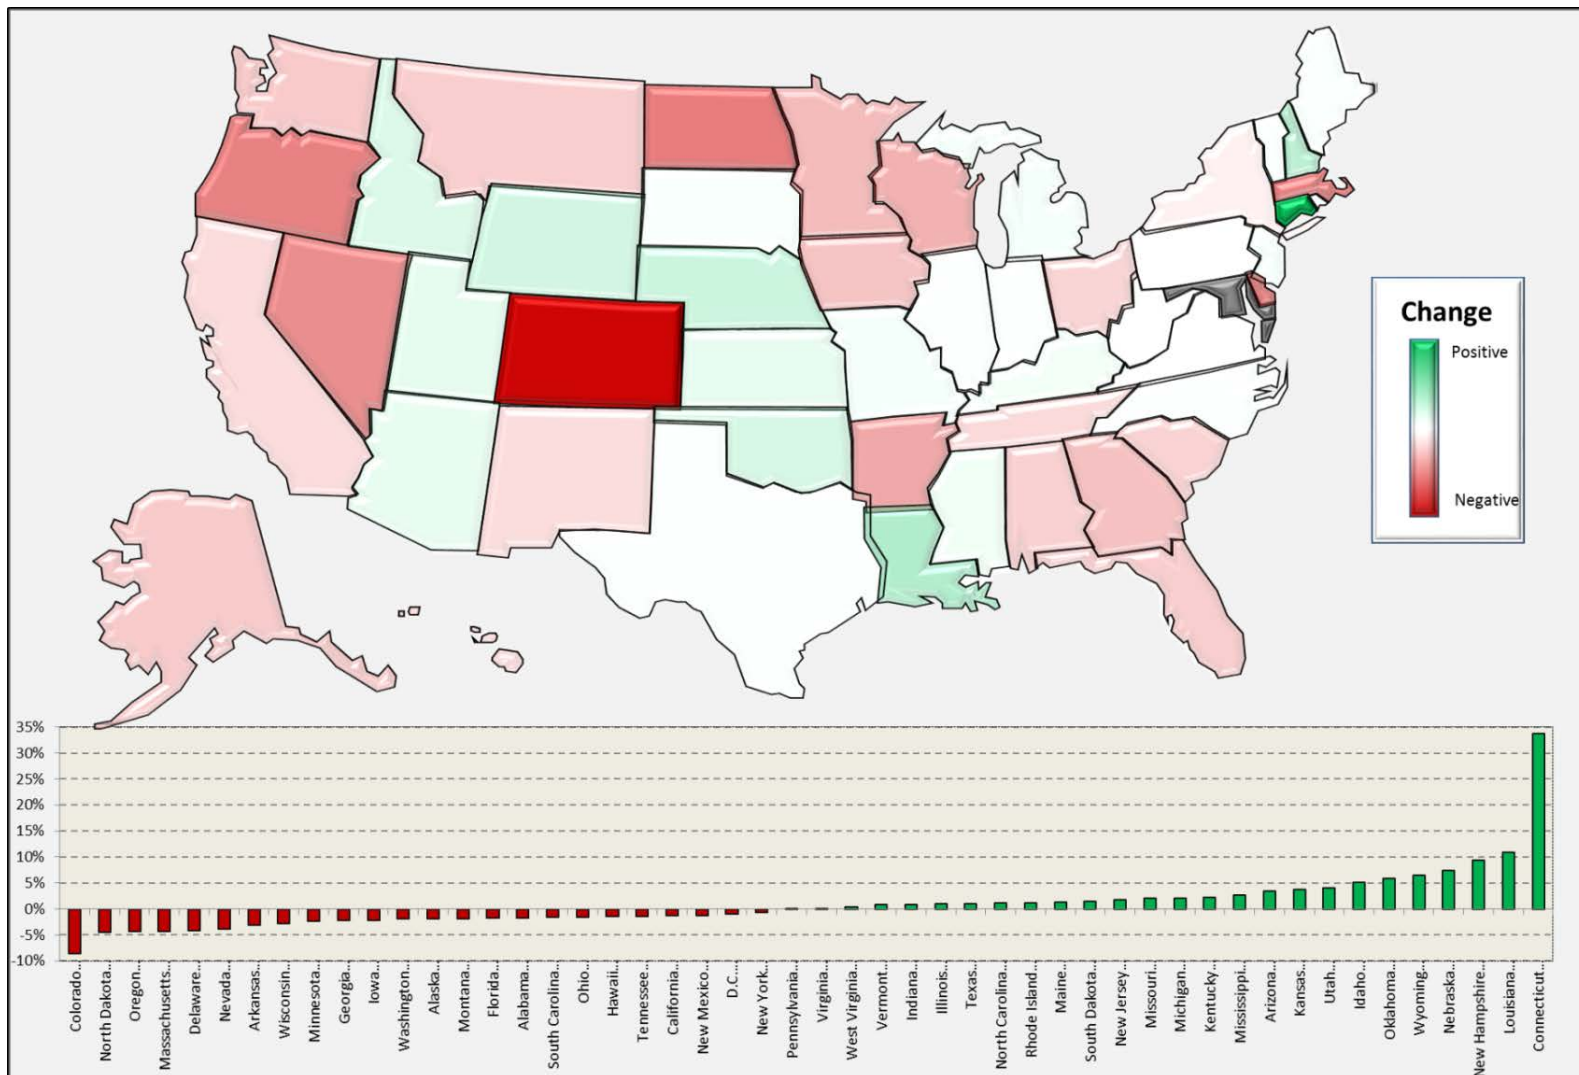 Change
Positive
Negative
35%
30%
25%
20%
15%
10%
5%
0%
-5%
-10%
Colorado...
North Dakota...
Oregon...
Massachusetts...
Delaware...
Nevada...
Arkansas...
Wisconsin...
Minnesota...
Georgia...
Iowa...
Washington...
Alaska...
Montana...
Florida...
Alabama...
South Carolina...
Ohio...
Hawaii...
Tennessee...
California...
New Mexico...
D.C....
New York...
Pennsylvania...
Virginia...
West Virginia...
Vermont...
Indiana...
Illinois...
Texas...
North Carolina...
Rhode Island...
Maine...
South Dakota...
New Jersey...
Missouri...
Michigan...
Kentucky...
Mississippi...
Arizona...
Kansas...
Utah...
Idaho...
Oklahoma...
Wyoming...
Nebraska...
New Hampshire...
Louisiana...
Connecticut...